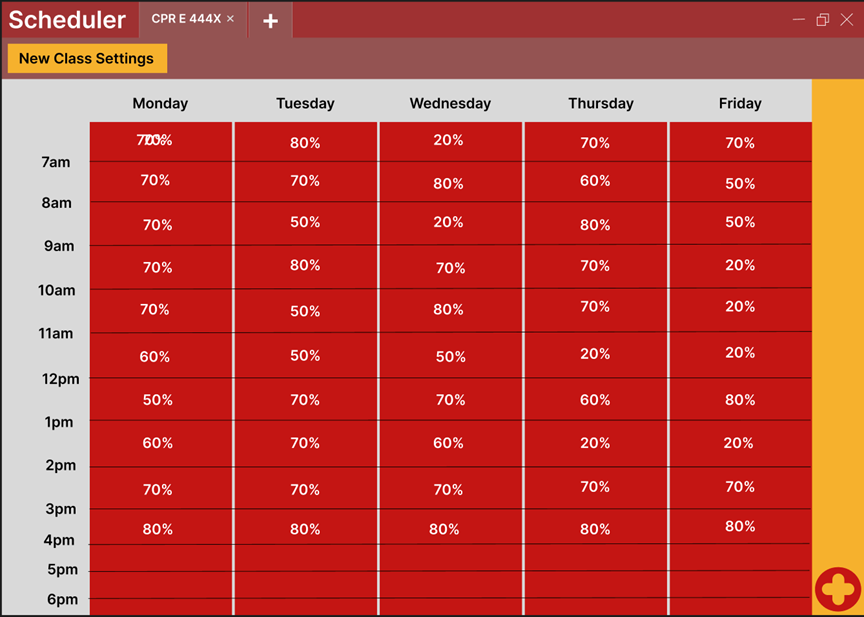 Scheduler CPR E 444X × +
New Class Settings
Monday Tuesday Wednesday Thursday Friday
70% 80% 20% 70% 70%
7am
70% 70% 80% 60% 50%
8am
70% 50% 20% 80% 50%
9am
70% 80% 70% 70% 20%
10am
70% 50% 80% 70% 20%
11am
60% 50% 50% 20% 20%
12pm
50% 70% 70% 60% 80%
1pm
60% 70% 60% 20% 20%
2pm
70% 70% 70% 70% 70%
3pm
80% 80% 80% 80% 80%
4pm
5pm
6pm